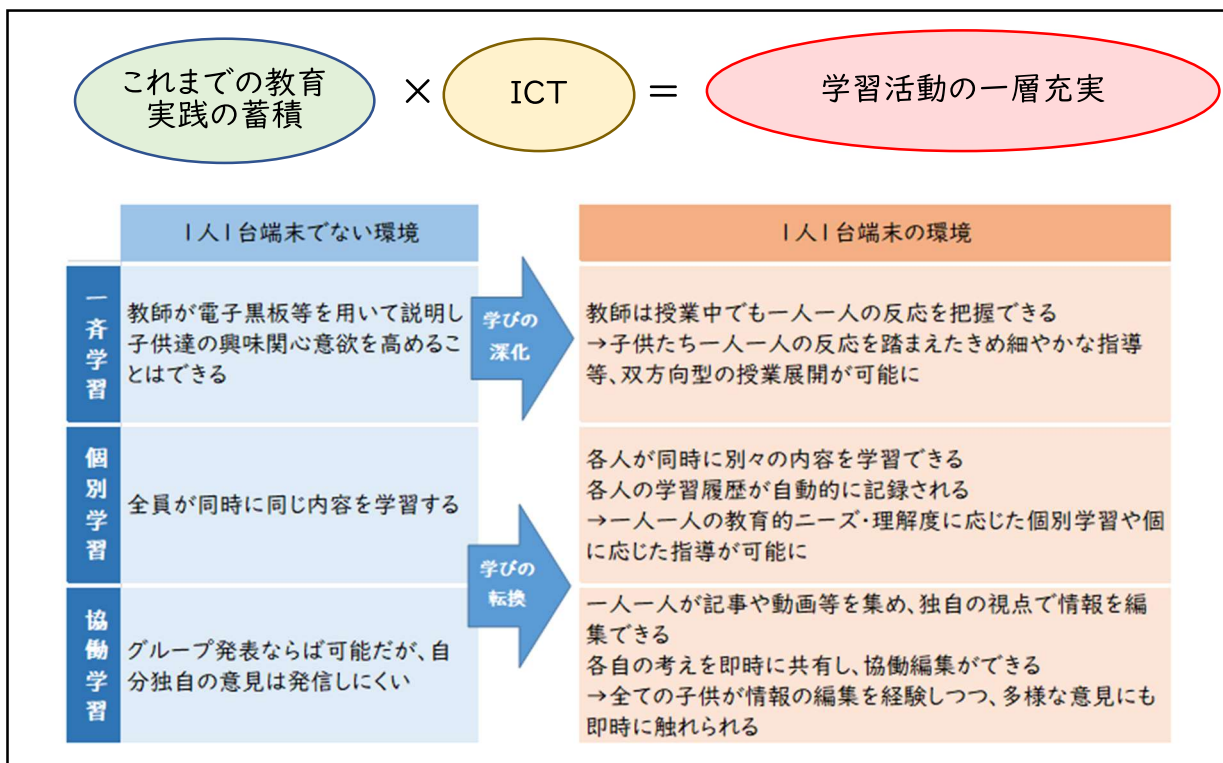 これまでの教育
実践の蓄積
×
ICT
=
学習活動の一層充実
1人1台端末でない環境
1人1台端末の環境
一斉学習
教師が電子黒板等を用いて説明し
子供達の興味関心意欲を高めるこ
とはできる
学びの
深化
教師は授業中でも一人一人の反応を把握できる
→子供たち一人一人の反応を踏まえたきめ細やかな指導
等、双方向型の授業展開が可能に
個別学習
全員が同時に同じ内容を学習する
各人が同時に別々の内容を学習できる
各人の学習履歴が自動的に記録される
→一人一人の教育的ニーズ・理解度に応じた個別学習や個
に応じた指導が可能に
学びの
転換
協働学習
グループ発表ならば可能だが、自
分独自の意見は発信しにくい
一人一人が記事や動画等を集め、独自の視点で情報を編
集できる
各自の考えを即時に共有し、協働編集ができる
→全ての子供が情報の編集を経験しつつ、多様な意見にも
即時に触れられる